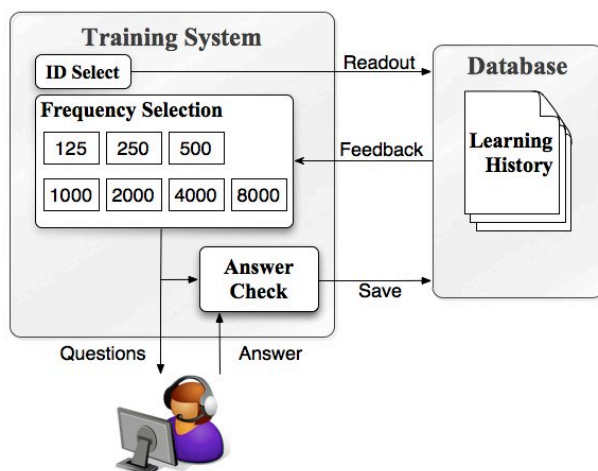 Training System
ID Select
Readout
Database
Frequency Selection
125 250 500
1000 2000 4000 8000
Feedback
Learning
History
Answer
Check
Save
Questions
Answer